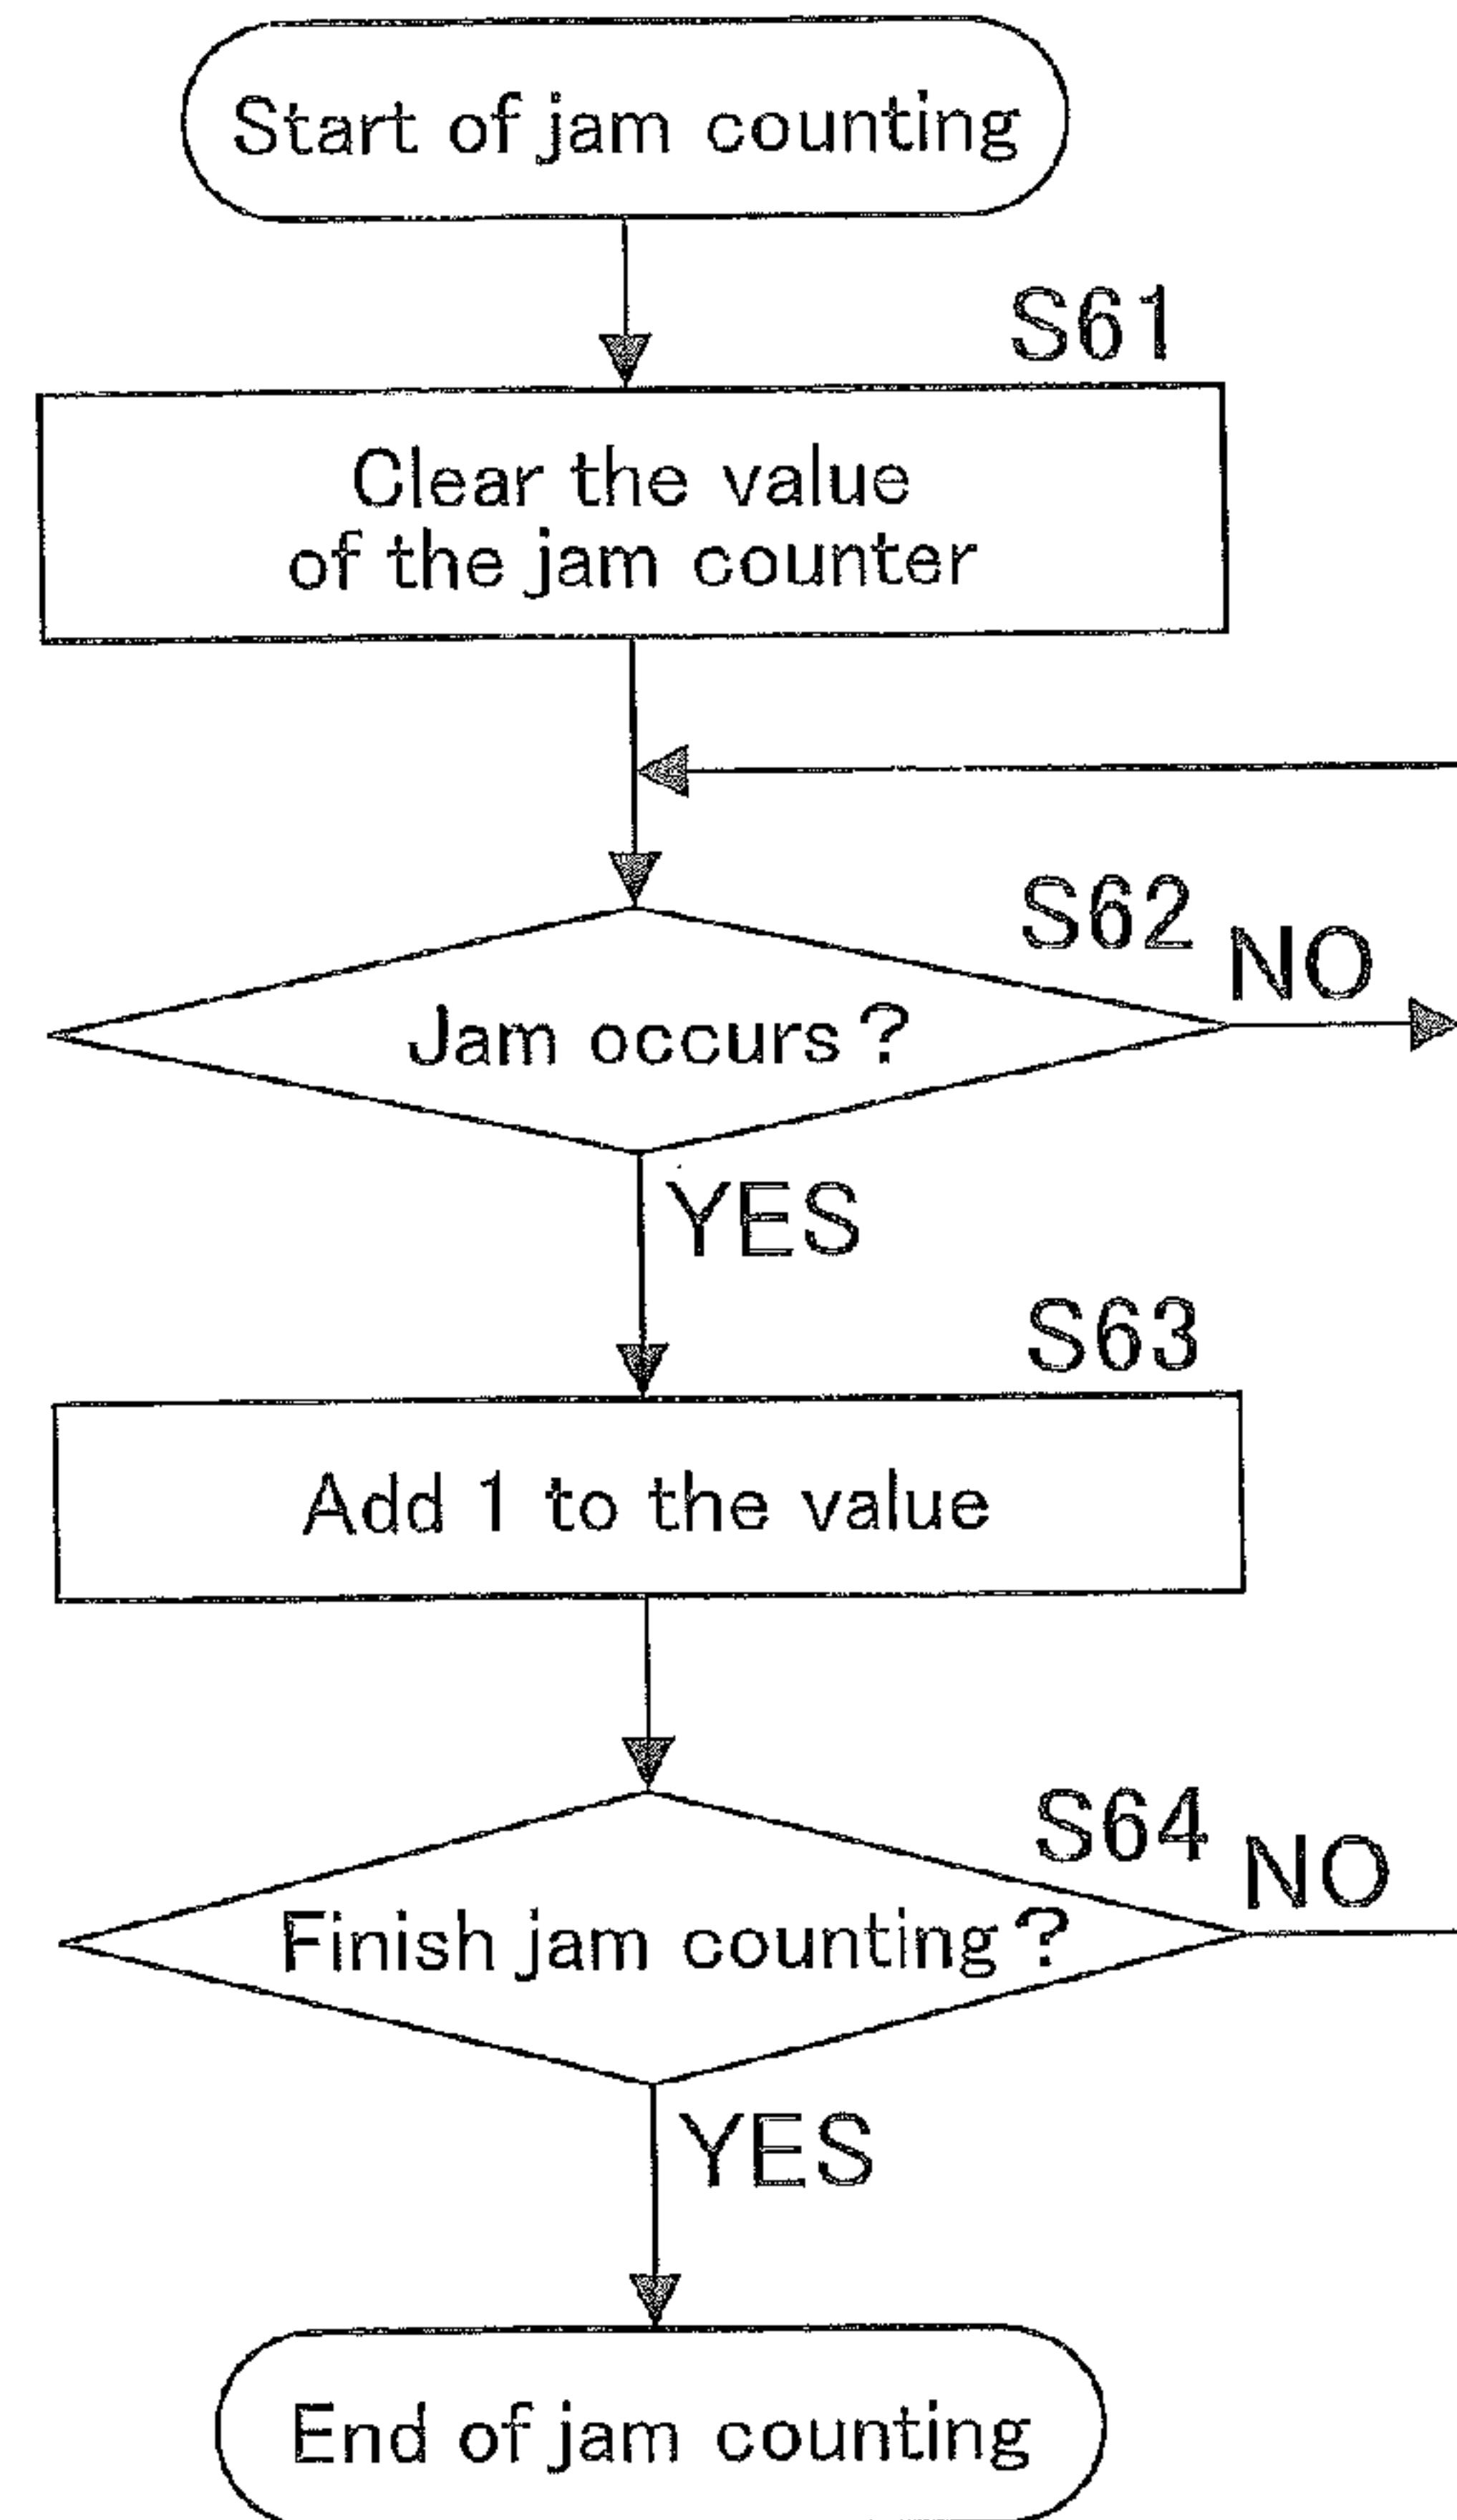 Start of jam counting
S61
Clear the value
of the jam counter
S62
NO
Jam occurs?
YES
S63
Add 1 to the value
S64
NO
Finish jam counting?
YES
End of jam counting